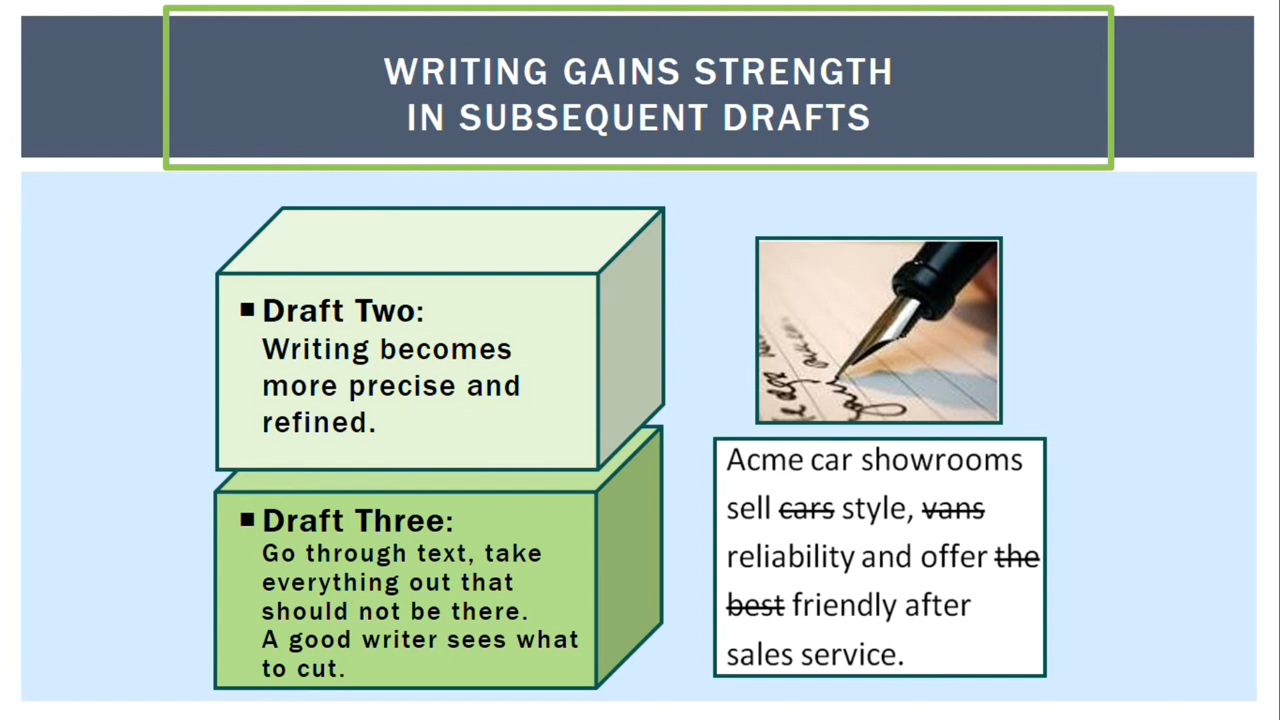 WRITING GAINS STRENGTH
IN SUBSEQUENT DRAFTS
▪ Draft Two:
Writing becomes
more precise and
refined.
▪ Draft Three:
Go through text, take
everything out that
should not be there.
A good writer sees what
to cut.
Acme car showrooms
sell cars style, vans
reliability and offer the
best friendly after
sales service.